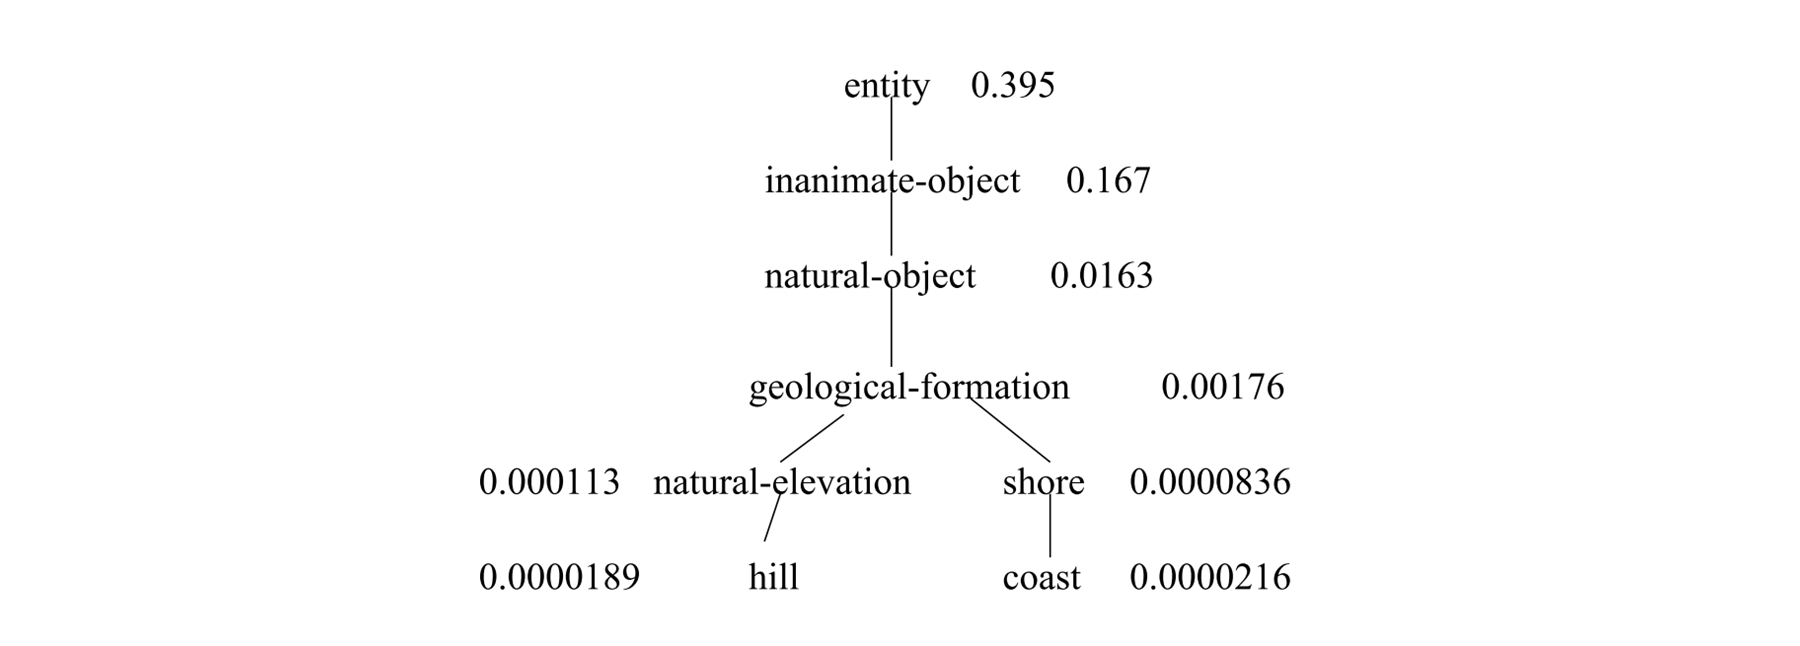 entity 0.395
inanimate-object 0.167
natural-object 0.0163
geological-formation 0.00176
0.000113 natural-elevation shore 0.0000836
0.0000189 hill coast 0.0000216